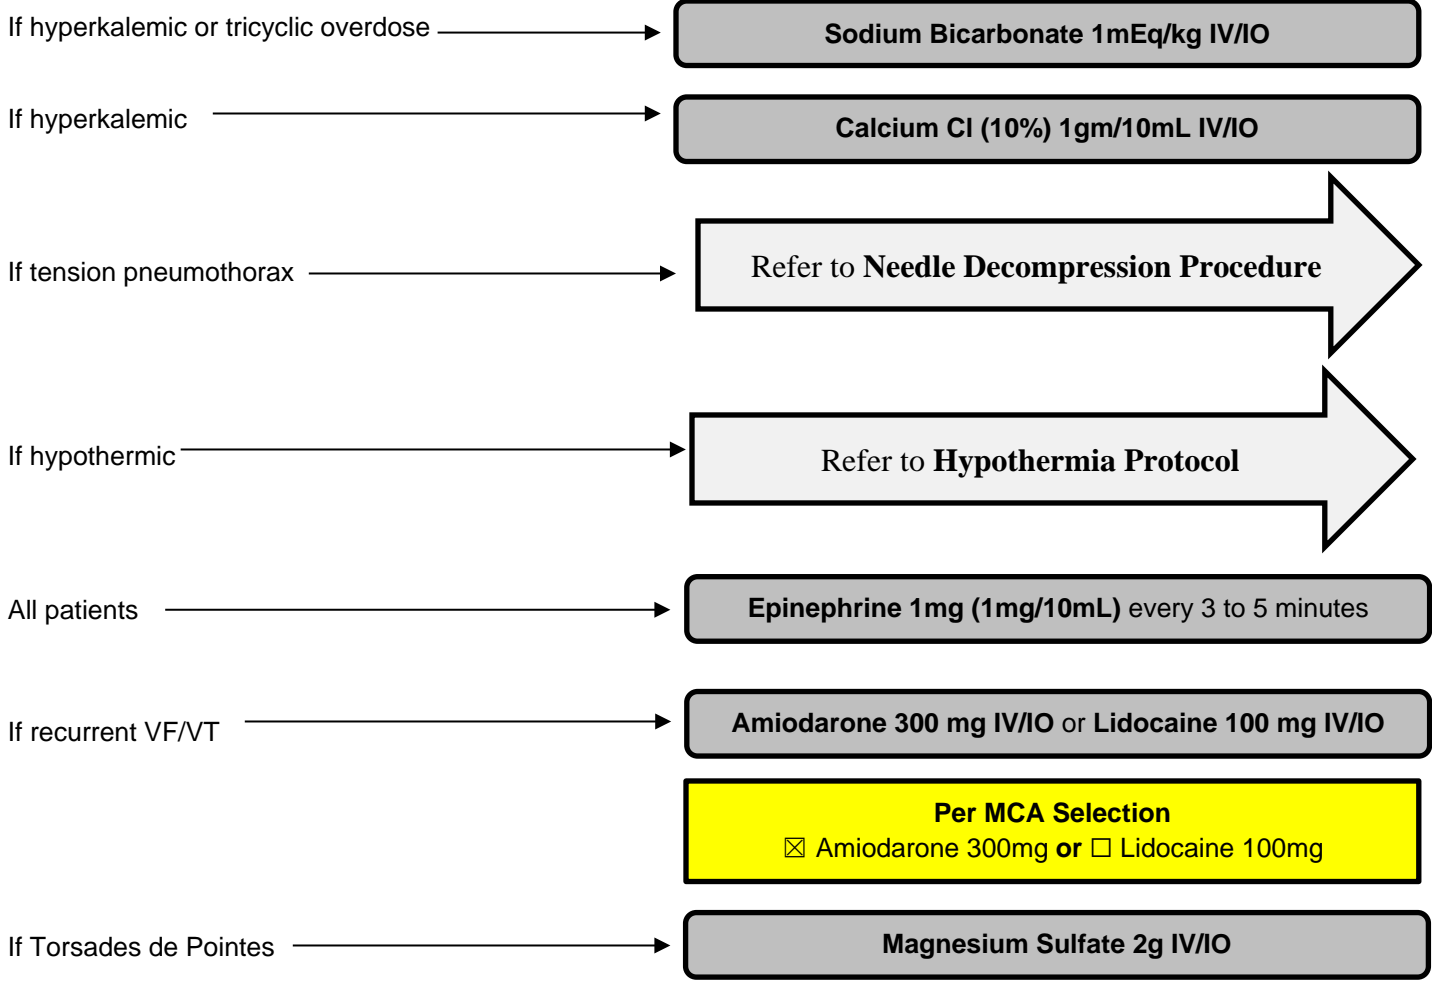 If hyperkalemic or tricyclic overdose
Sodium Bicarbonate 1mEq/kg IV/IO
If hyperkalemic
Calcium Cl (10%) 1gm/10mL IV/IO
If tension pneumothorax
Refer to Needle Decompression Procedure
If hypothermic
Refer to Hypothermia Protocol
All patients
Epinephrine 1mg (1mg/10mL) every 3 to 5 minutes
If recurrent VF/VT
Amiodarone 300 mg IV/IO or Lidocaine 100 mg IV/IO
Per MCA Selection
☒ Amiodarone 300mg or ☐ Lidocaine 100mg
If Torsades de Pointes
Magnesium Sulfate 2g IV/IO